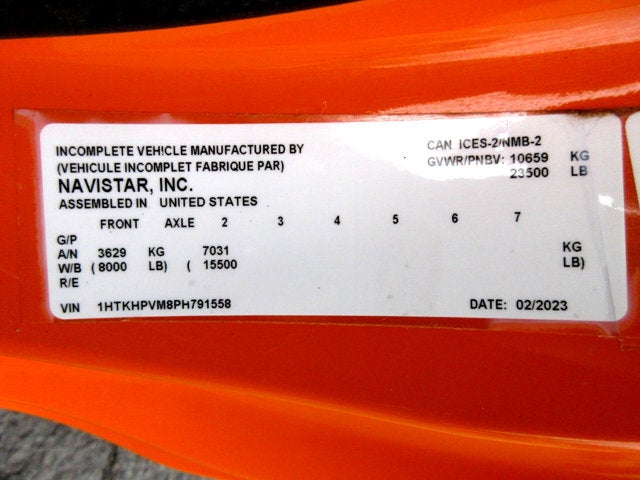 INCOMPLETE VEHICLE MANUFACTURED BY
(VEHICULE INCOMPLET FABRIQUE PAR)
NAVISTAR, INC.
ASSEMBLED IN UNITED STATES
CAN ICES-2/NMB-2
GVWR/PNBV: 10659 KG
23500 LB
FRONT AXLE 2 3 4 5 6 7
G/P
A/N 3629 KG 7031 KG
W/B (8000 LB) ( 15500 LB)
R/E
VIN 1HTKHPVM8PH791558 DATE: 02/2023